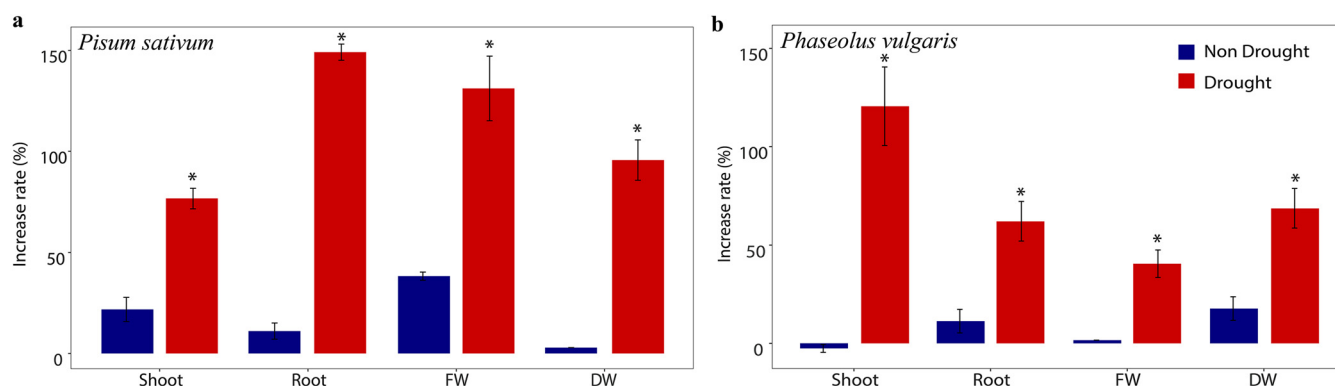 a
Pisum sativum
Increase rate (%)
150
100
50
0
* * * *
Shoot Root FW DW
b
Phaseolus vulgaris
Non Drought
Drought
Increase rate (%)
150
100
50
0
* * * *
Shoot Root FW DW